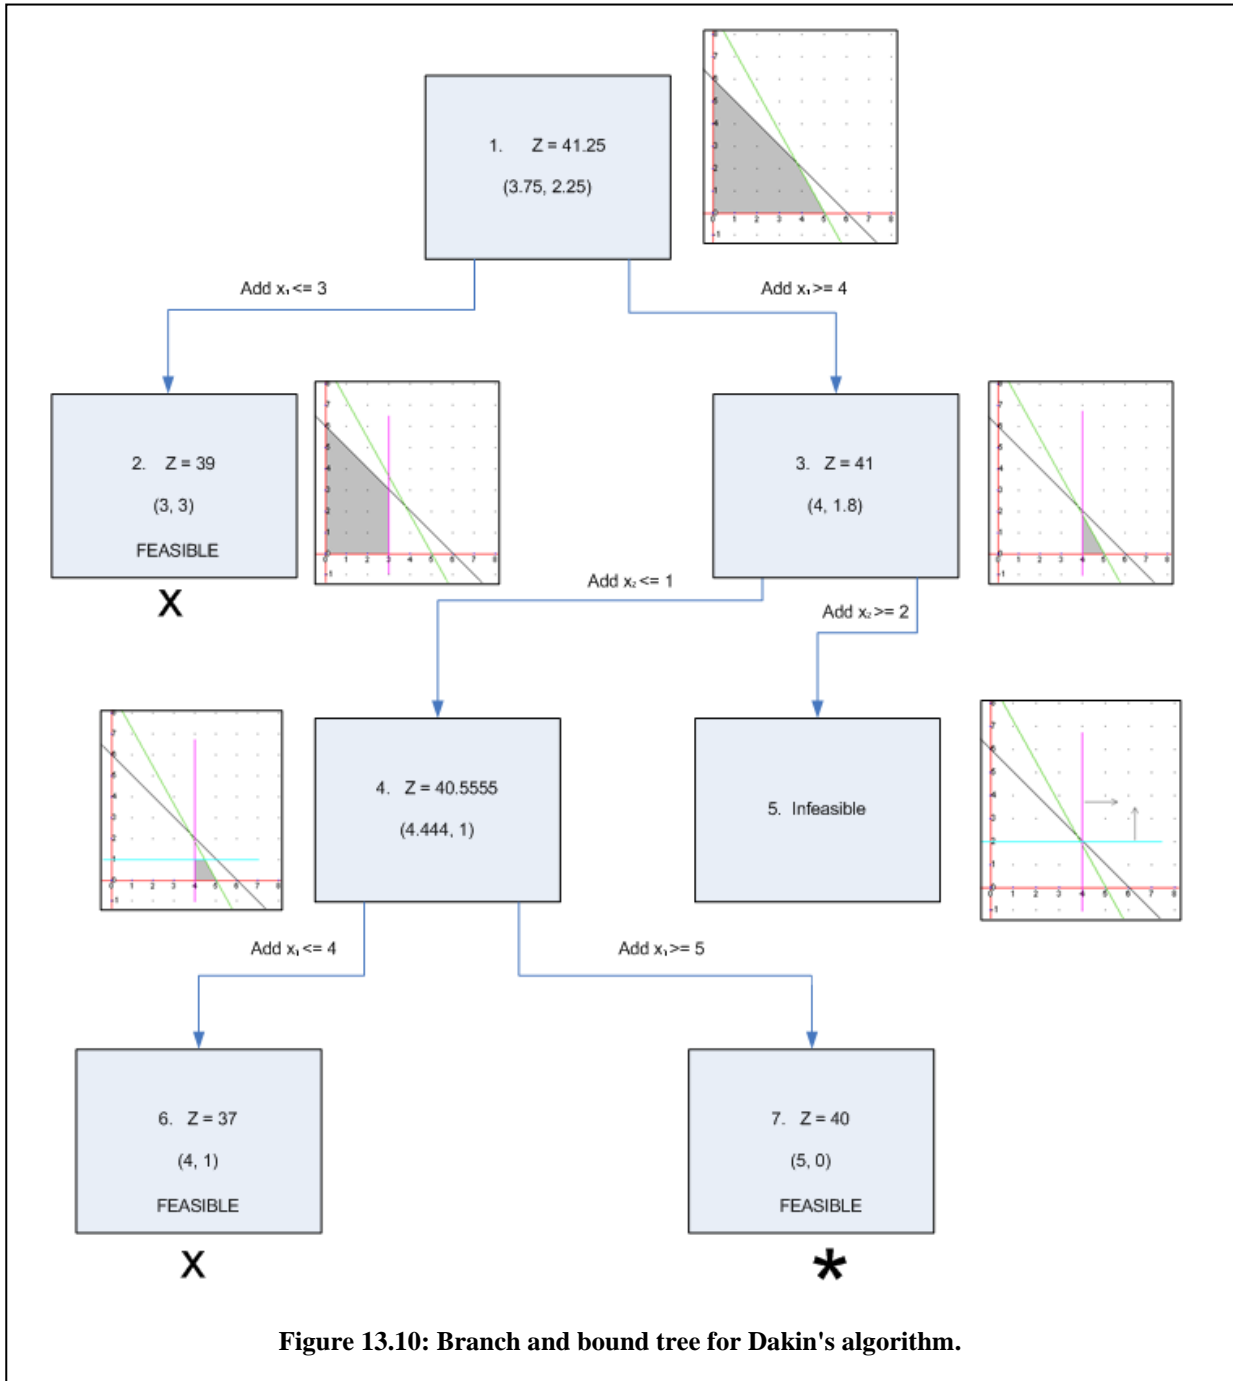 1. Z = 41.25
(3.75, 2.25)
Add x₁ <= 3
Add x₁ >= 4
2. Z = 39
(3, 3)
FEASIBLE
X
3. Z = 41
(4, 1.8)
Add x₂ <= 1
Add x₂ >= 2
4. Z = 40.5555
(4.444, 1)
5. Infeasible
Add x₁ <= 4
Add x₁ >= 5
6. Z = 37
(4, 1)
FEASIBLE
X
7. Z = 40
(5, 0)
FEASIBLE
*
Figure 13.10: Branch and bound tree for Dakin's algorithm.